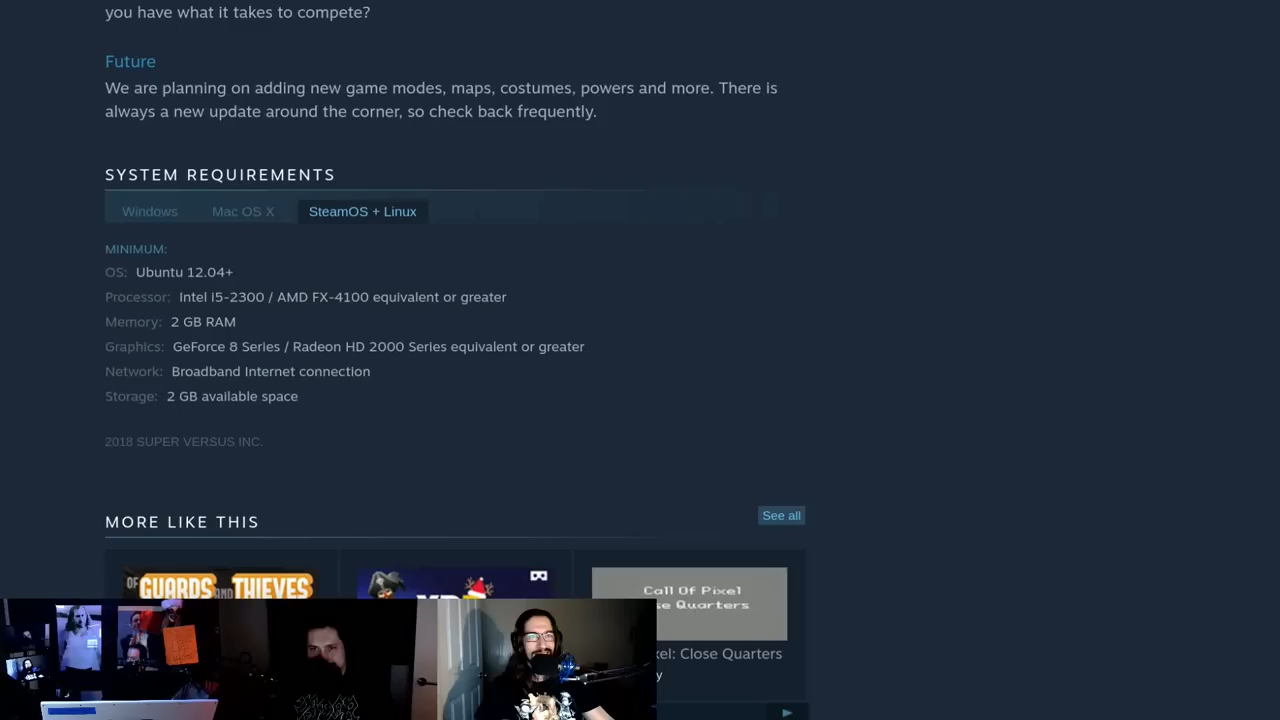 you have what it takes to compete?
Future
We are planning on adding new game modes, maps, costumes, powers and more. There is
always a new update around the corner, so check back frequently.
SYSTEM REQUIREMENTS
Windows Mac OS X SteamOS + Linux
MINIMUM:
OS: Ubuntu 12.04+
Processor: Intel i5-2300 / AMD FX-4100 equivalent or greater
Memory: 2 GB RAM
Graphics: GeForce 8 Series / Radeon HD 2000 Series equivalent or greater
Network: Broadband Internet connection
Storage: 2 GB available space
2018 SUPER VERSUS INC.
MORE LIKE THIS
See all
OF GUARDS AND THIEVES
Call Of Pixel
se Quarters
xel: Close Quarters
y